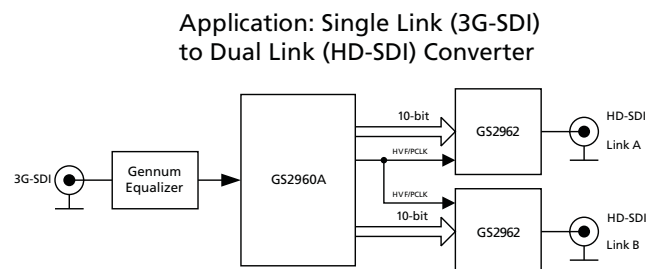 Application: Single Link (3G-SDI)
to Dual Link (HD-SDI) Converter
10-bit
GS2962
HD-SDI
Link A
HVF/PCLK
3G-SDI
Gennum
Equalizer
GS2960A
HVF/PCLK
10-bit
GS2962
HD-SDI
Link B